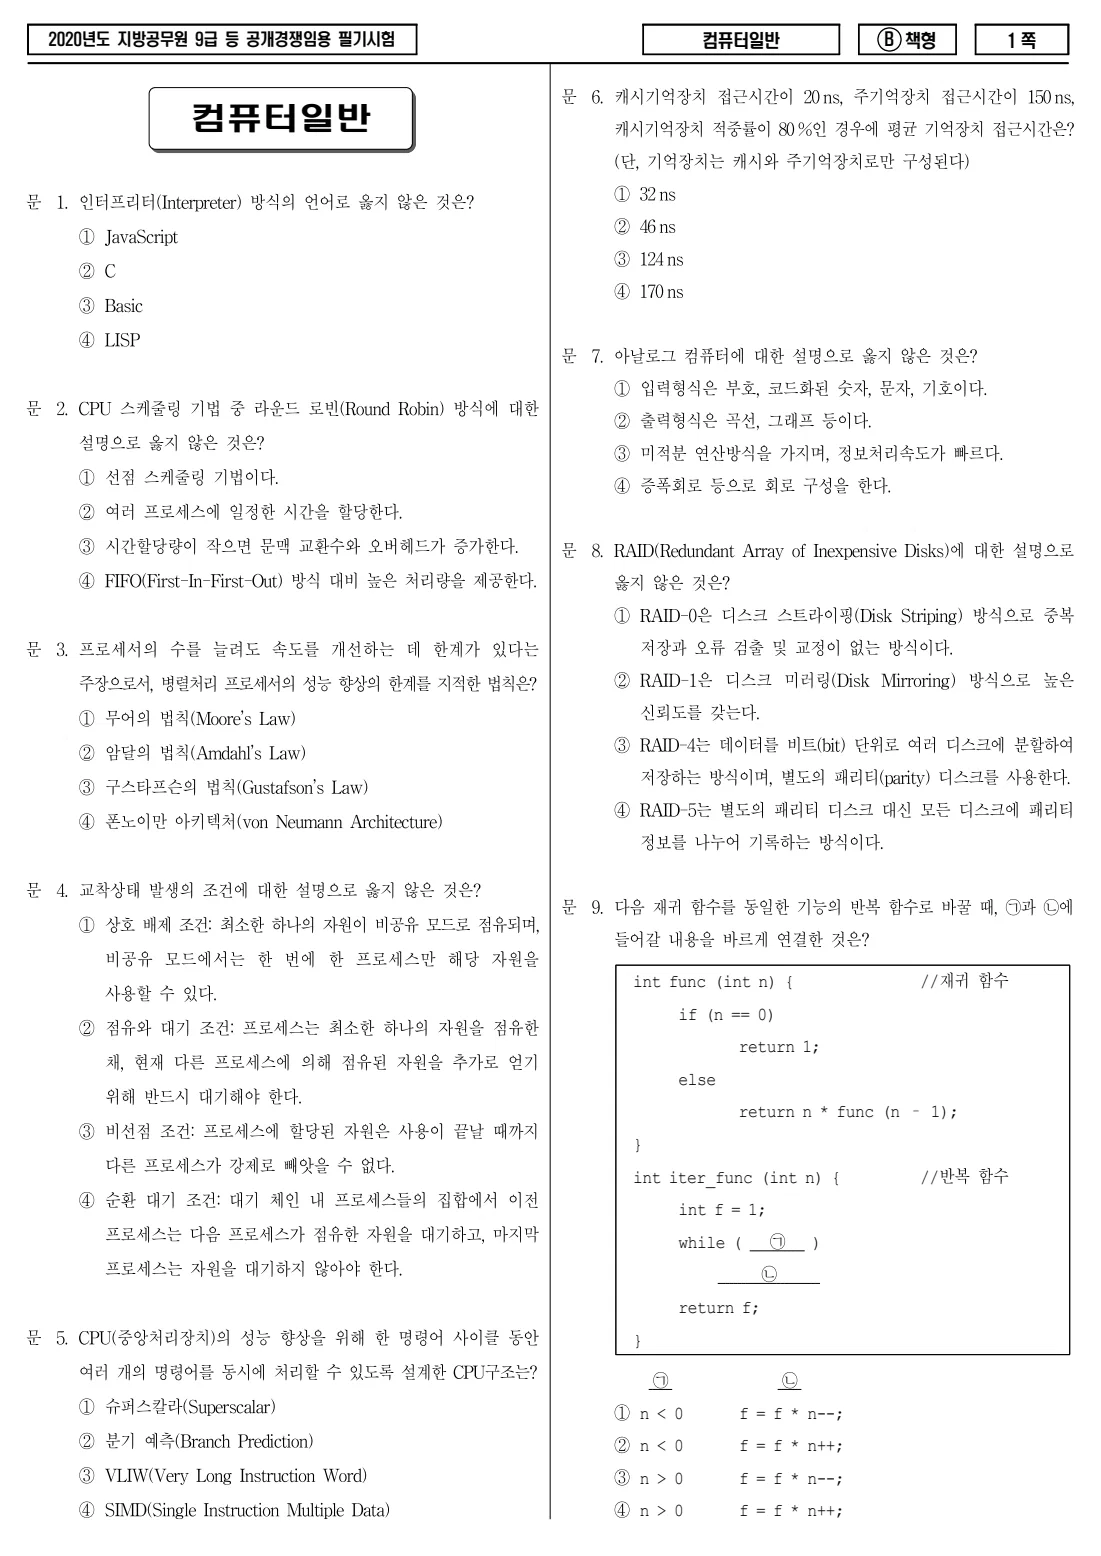 2020년도 지방공무원 9급 등 공개경쟁임용 필기시험
컴퓨터일반
Ⓑ 책형
1 쪽
컴퓨터일반
문 1. 인터프리터(Interpreter) 방식의 언어로 옳지 않은 것은?
① JavaScript
② C
③ Basic
④ LISP
문 2. CPU 스케줄링 기법 중 라운드 로빈(Round Robin) 방식에 대한
설명으로 옳지 않은 것은?
① 선점 스케줄링 기법이다.
② 여러 프로세스에 일정한 시간을 할당한다.
③ 시간할당량이 작으면 문맥 교환수와 오버헤드가 증가한다.
④ FIFO(First-In-First-Out) 방식 대비 높은 처리량을 제공한다.
문 3. 프로세서의 수를 늘려도 속도를 개선하는 데 한계가 있다는
주장으로서, 병렬처리 프로세서의 성능 향상의 한계를 지적한 법칙은?
① 무어의 법칙(Moore's Law)
② 암달의 법칙(Amdahl's Law)
③ 구스타프슨의 법칙(Gustafson's Law)
④ 폰노이만 아키텍처(von Neumann Architecture)
문 4. 교착상태 발생의 조건에 대한 설명으로 옳지 않은 것은?
① 상호 배제 조건: 최소한 하나의 자원이 비공유 모드로 점유되며,
비공유 모드에서는 한 번에 한 프로세스만 해당 자원을
사용할 수 있다.
② 점유와 대기 조건: 프로세스는 최소한 하나의 자원을 점유한
채, 현재 다른 프로세스에 의해 점유된 자원을 추가로 얻기
위해 반드시 대기해야 한다.
③ 비선점 조건: 프로세스에 할당된 자원은 사용이 끝날 때까지
다른 프로세스가 강제로 빼앗을 수 없다.
④ 순환 대기 조건: 대기 체인 내 프로세스들의 집합에서 이전
프로세스는 다음 프로세스가 점유한 자원을 대기하고, 마지막
프로세스는 자원을 대기하지 않아야 한다.
문 5. CPU(중앙처리장치)의 성능 향상을 위해 한 명령어 사이클 동안
여러 개의 명령어를 동시에 처리할 수 있도록 설계한 CPU구조는?
① 슈퍼스칼라(Superscalar)
② 분기 예측(Branch Prediction)
③ VLIW(Very Long Instruction Word)
④ SIMD(Single Instruction Multiple Data)
문 6. 캐시기억장치 접근시간이 20 ns, 주기억장치 접근시간이 150 ns,
캐시기억장치 적중률이 80 %인 경우에 평균 기억장치 접근시간은?
(단, 기억장치는 캐시와 주기억장치로만 구성된다)
① 32 ns
② 46 ns
③ 124 ns
④ 170 ns
문 7. 아날로그 컴퓨터에 대한 설명으로 옳지 않은 것은?
① 입력형식은 부호, 코드화된 숫자, 문자, 기호이다.
② 출력형식은 곡선, 그래프 등이다.
③ 미적분 연산방식을 가지며, 정보처리속도가 빠르다.
④ 증폭회로 등으로 회로 구성을 한다.
문 8. RAID(Redundant Array of Inexpensive Disks)에 대한 설명으로
옳지 않은 것은?
① RAID-0은 디스크 스트라이핑(Disk Striping) 방식으로 중복
저장과 오류 검출 및 교정이 없는 방식이다.
② RAID-1은 디스크 미러링(Disk Mirroring) 방식으로 높은
신뢰도를 갖는다.
③ RAID-4는 데이터를 비트(bit) 단위로 여러 디스크에 분할하여
저장하는 방식이며, 별도의 패리티(parity) 디스크를 사용한다.
④ RAID-5는 별도의 패리티 디스크 대신 모든 디스크에 패리티
정보를 나누어 기록하는 방식이다.
문 9. 다음 재귀 함수를 동일한 기능의 반복 함수로 바꿀 때, ㉠과 ㉡에
들어갈 내용을 바르게 연결한 것은?
int func (int n) { //재귀 함수
if (n == 0)
return 1;
else
return n * func (n - 1);
}
int iter_func (int n) { //반복 함수
int f = 1;
while ( ㉠ )
㉡
return f;
}
㉠ ㉡
① n < 0 f = f * n--;
② n < 0 f = f * n++;
③ n > 0 f = f * n--;
④ n > 0 f = f * n++;